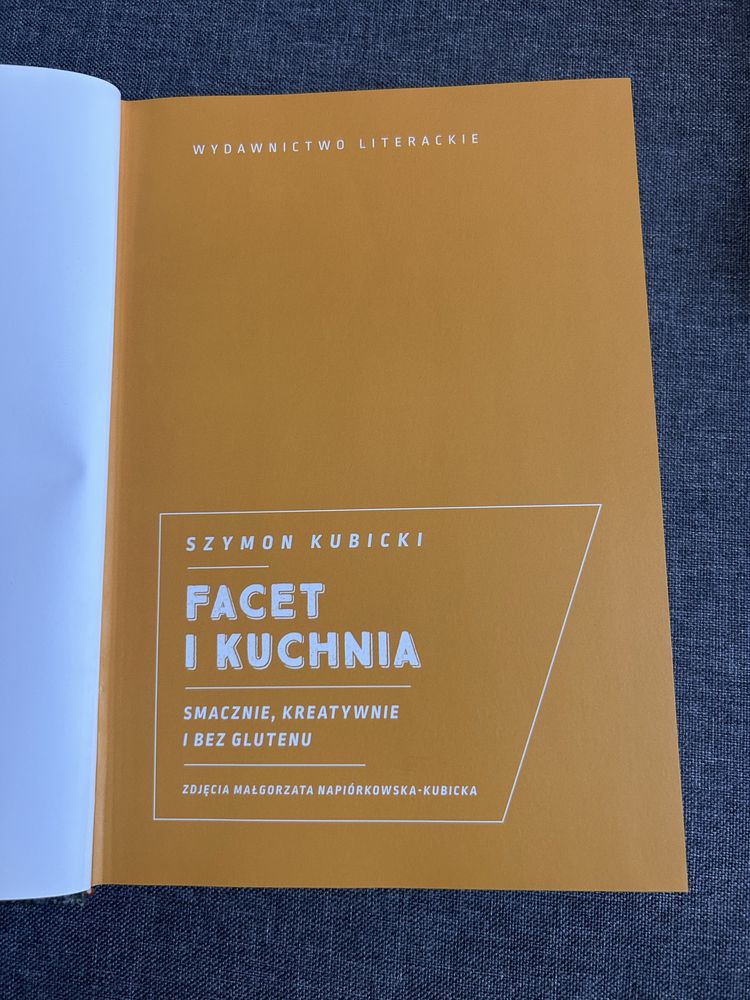 WYDAWNICTWO LITERACKIE
SZYMON KUBICKI
FACET
I KUCHNIA
SMACZNIE, KREATYWNIE
I BEZ GLUTENU
ZDJĘCIA MAŁGORZATA NAPIÓRKOWSKA-KUBICKA